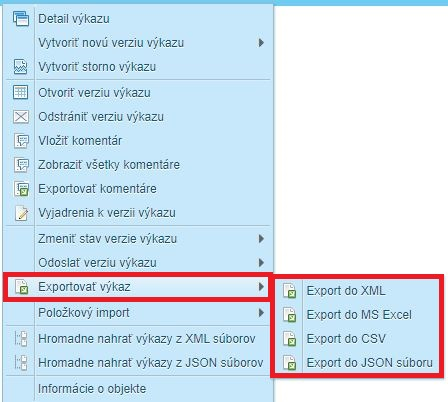 Detail výkazu
Vytvoriť novú verziu výkazu
Vytvoriť storno výkazu
Otvoriť verziu výkazu
Odstrániť verziu výkazu
Vložiť komentár
Zobraziť všetky komentáre
Exportovať komentáre
Vyjadrenia k verzii výkazu
Zmeniť stav verzie výkazu
Odoslať verziu výkazu
Exportovať výkaz
Položkový import
Hromadne nahrať výkazy z XML súborov
Hromadne nahrať výkazy z JSON súborov
Informácie o objekte
Export do XML
Export do MS Excel
Export do CSV
Export do JSON súboru